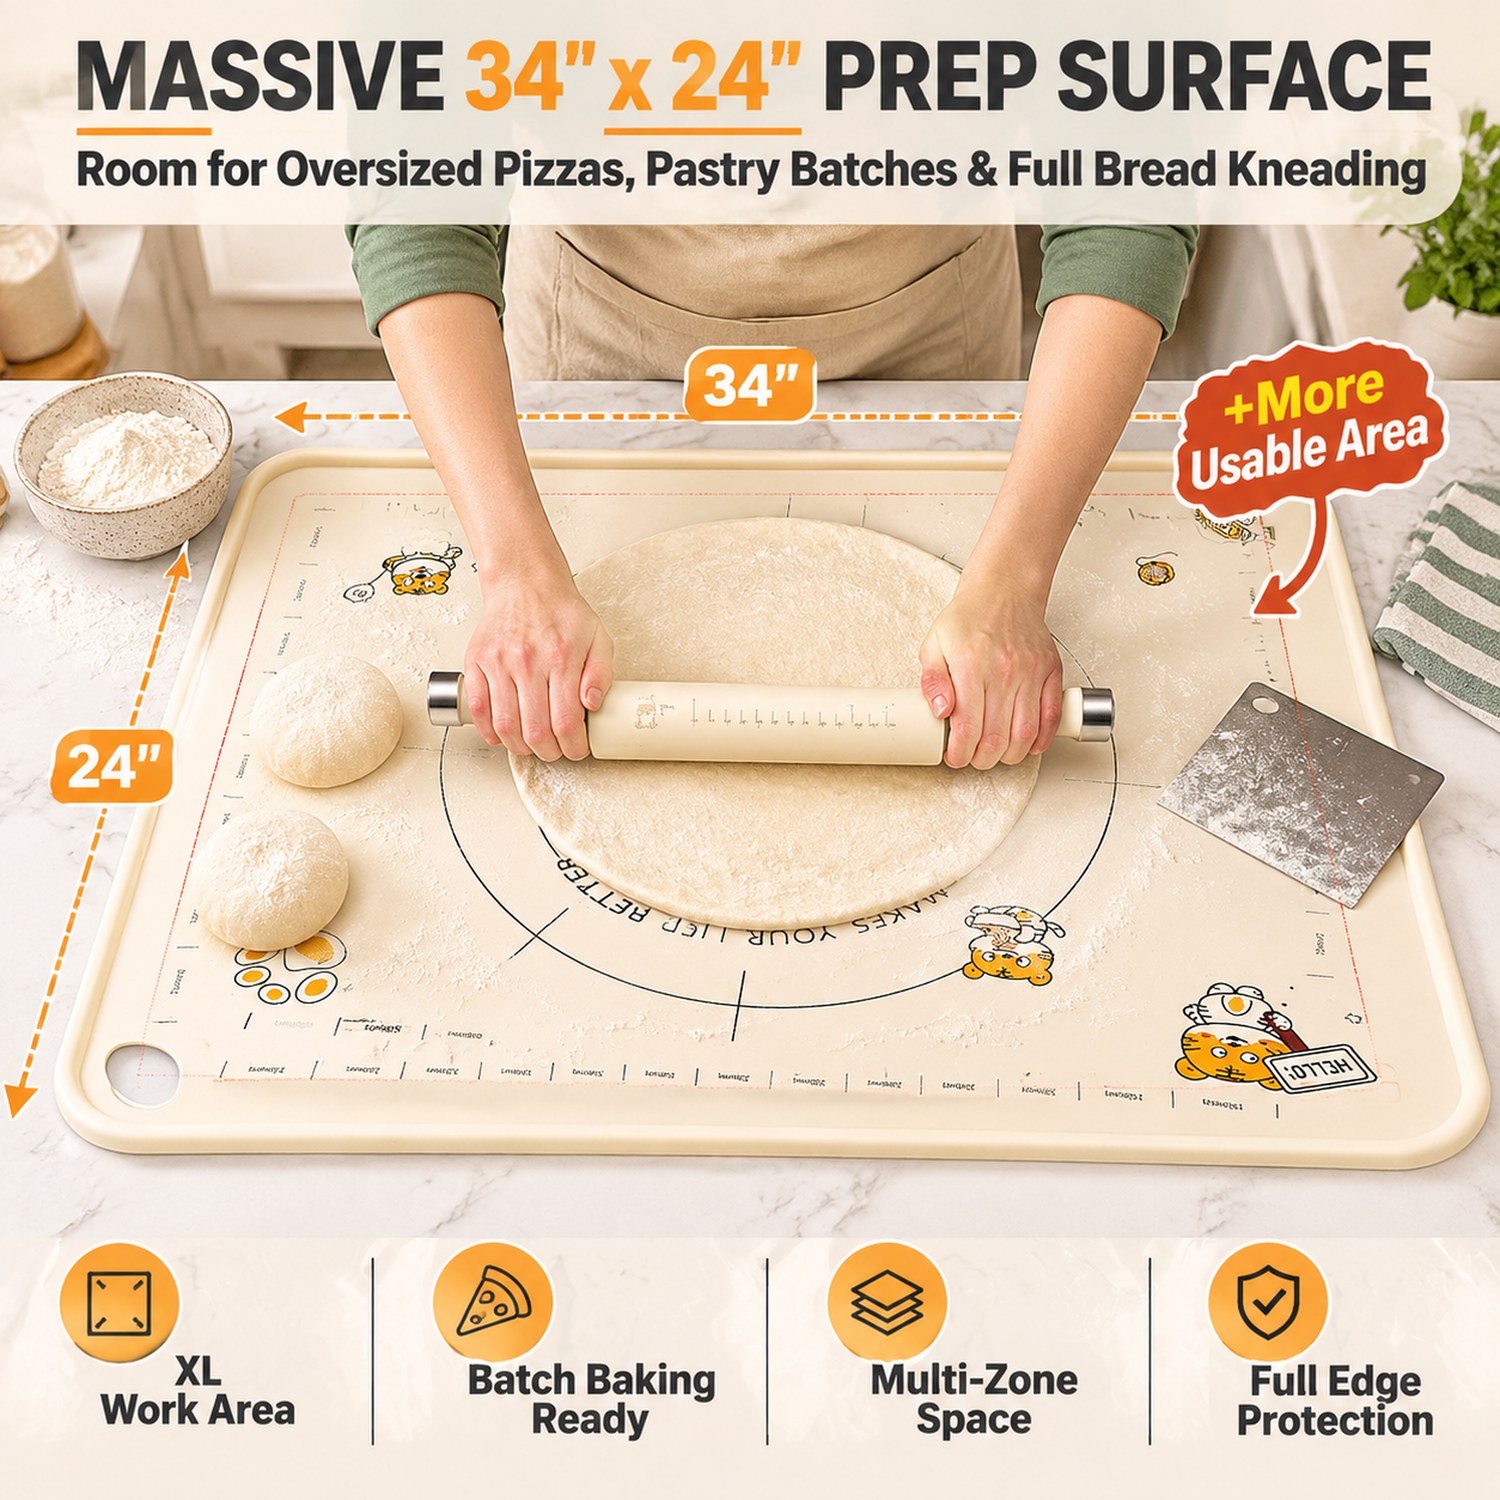 MASSIVE 34” x 24” PREP SURFACE
Room for Oversized Pizzas, Pastry Batches & Full Bread Kneading
34”
+More
Usable Area
24”
MAKES YOUR LIFE BETTER
HELLO:
XL
Work Area
Batch Baking
Ready
Multi-Zone
Space
Full Edge
Protection